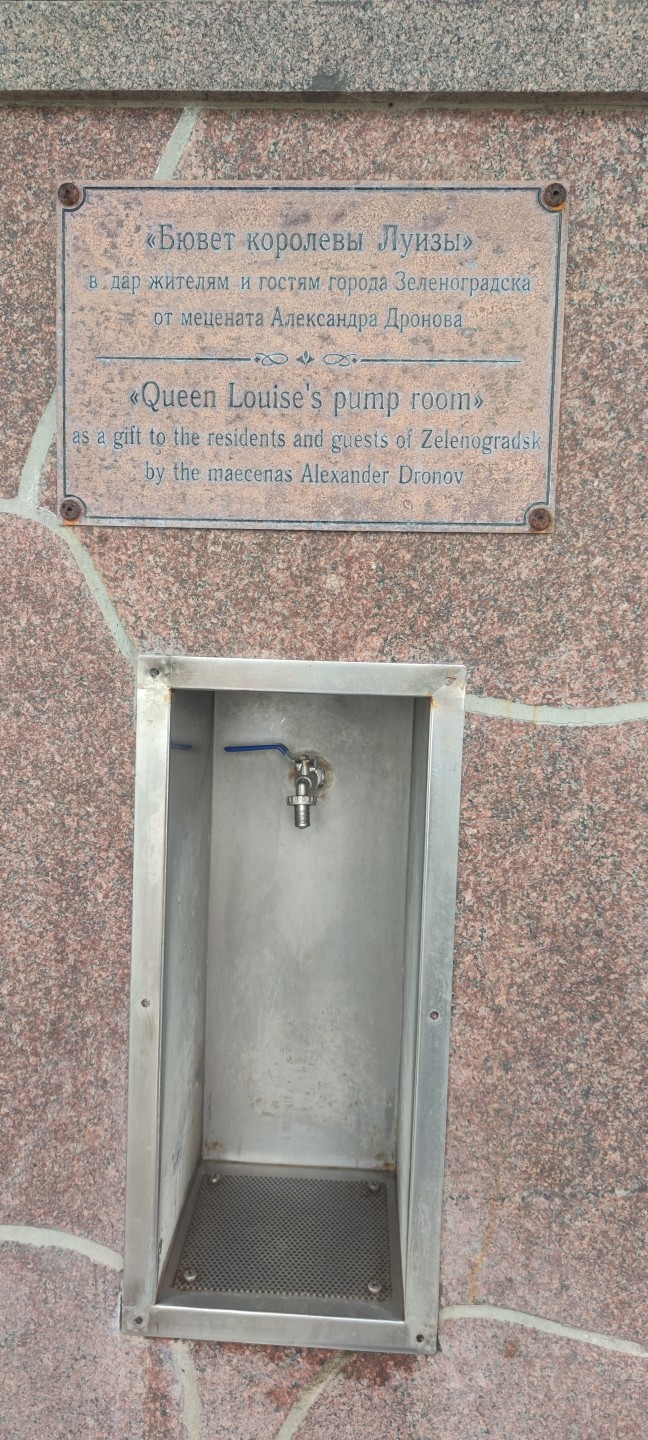 «Бювет королевы Луизы»
в дар жителям и гостям города Зеленоградска
от мецената Александра Дронова
«Queen Louise's pump room»
as a gift to the residents and guests of Zelenogradsk
by the maecenas Alexander Dronov